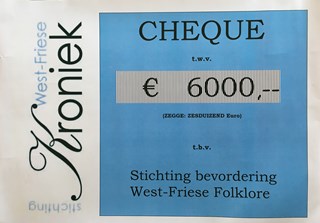 stichting
West-Friese
Kroniek
CHEQUE
t.w.v.
€ 6000,--
(ZEGGE: ZESDUIZEND Euro)
t.b.v.
Stichting bevordering
West-Friese Folklore